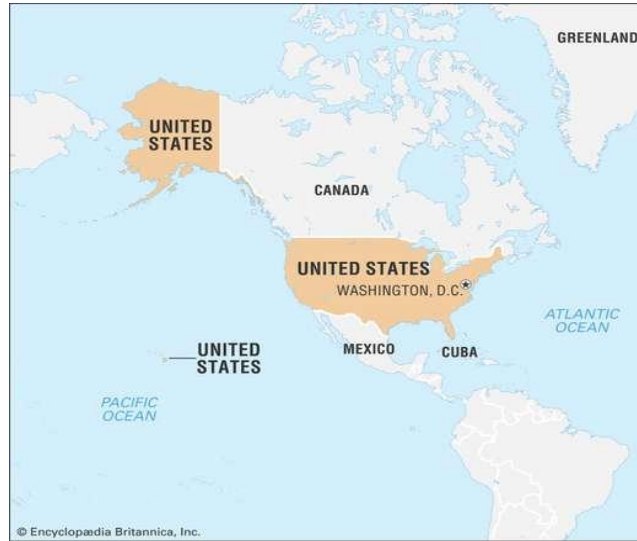 GREENLAND
UNITED
STATES
CANADA
UNITED STATES
WASHINGTON, D.C.
ATLANTIC
OCEAN
MEXICO
CUBA
UNITED
STATES
PACIFIC
OCEAN
© Encyclopædia Britannica, Inc.